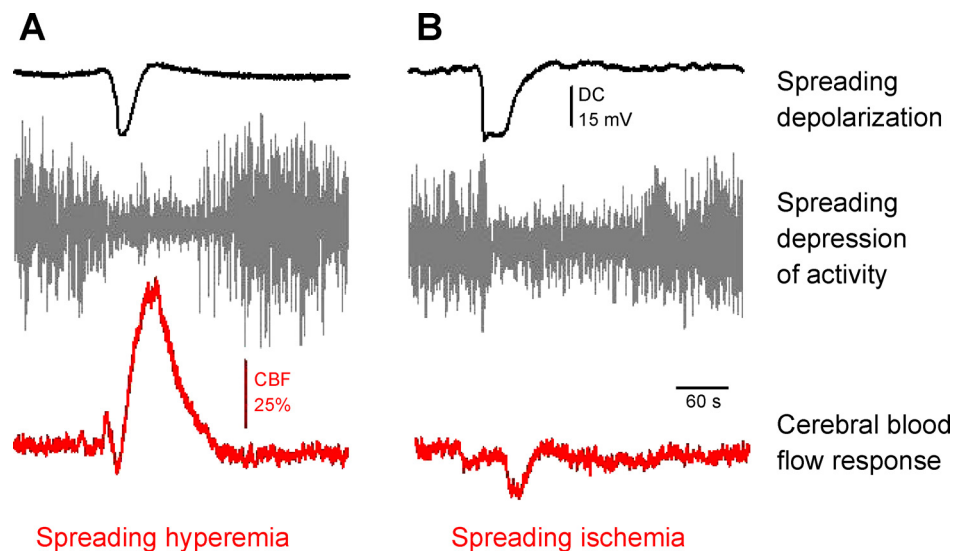 A
B
DC
15 mV
Spreading
depolarization
Spreading
depression
of activity
CBF
25%
60 s
Cerebral blood
flow response
Spreading hyperemia
Spreading ischemia